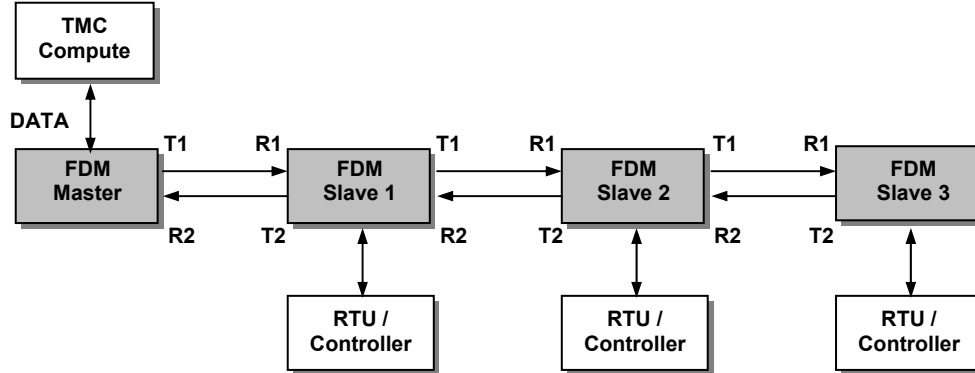 TMC
Compute
DATA
T1 R1 T1 R1 T1 R1
FDM
Master
FDM
Slave 1
FDM
Slave 2
FDM
Slave 3
R2 T2 R2 T2 R2 T2
RTU /
Controller
RTU /
Controller
RTU /
Controller